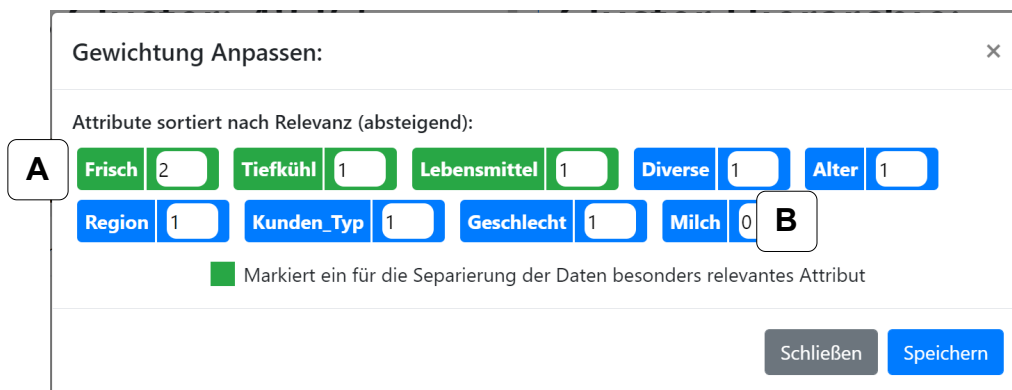 Gewichtung Anpassen: ×
Attribute sortiert nach Relevanz (absteigend):
A Frisch 2 Tiefkühl 1 Lebensmittel 1 Diverse 1 Alter 1
Region 1 Kunden_Typ 1 Geschlecht 1 Milch 0 B
Markiert ein für die Separierung der Daten besonders relevantes Attribut
Schließen Speichern